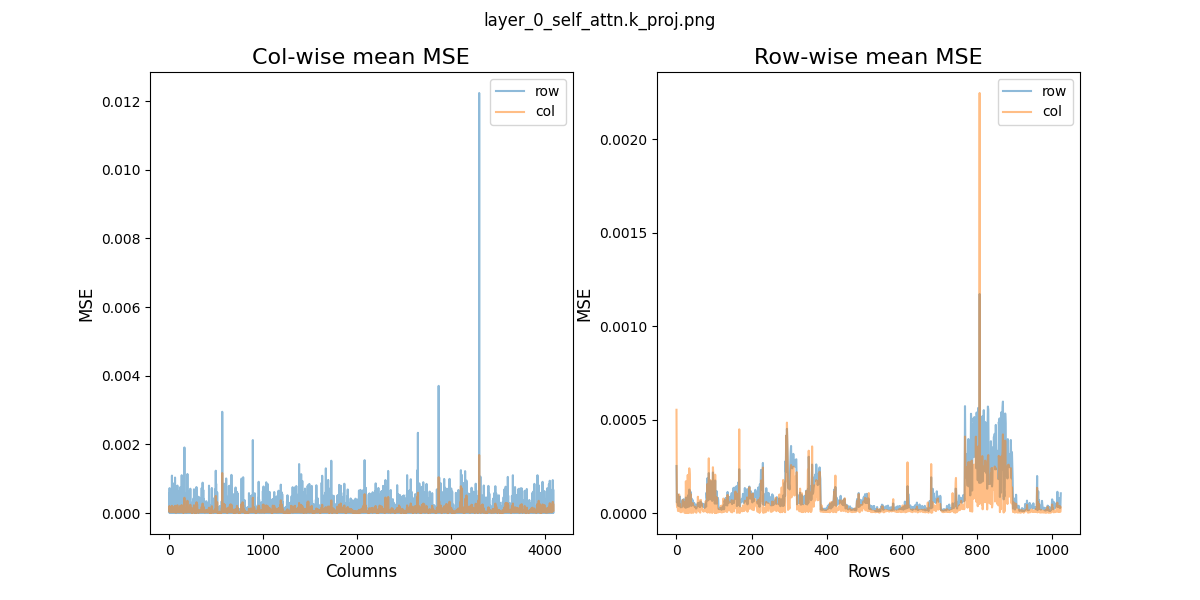 layer_0_self_attn.k_proj.png
Col-wise mean MSE
row
col
0.012
0.010
0.008
0.006
0.004
0.002
0.000
MSE
0
1000
2000
3000
4000
Columns
Row-wise mean MSE
row
col
0.0020
0.0015
0.0010
0.0005
0.0000
MSE
0
200
400
600
800
1000
Rows